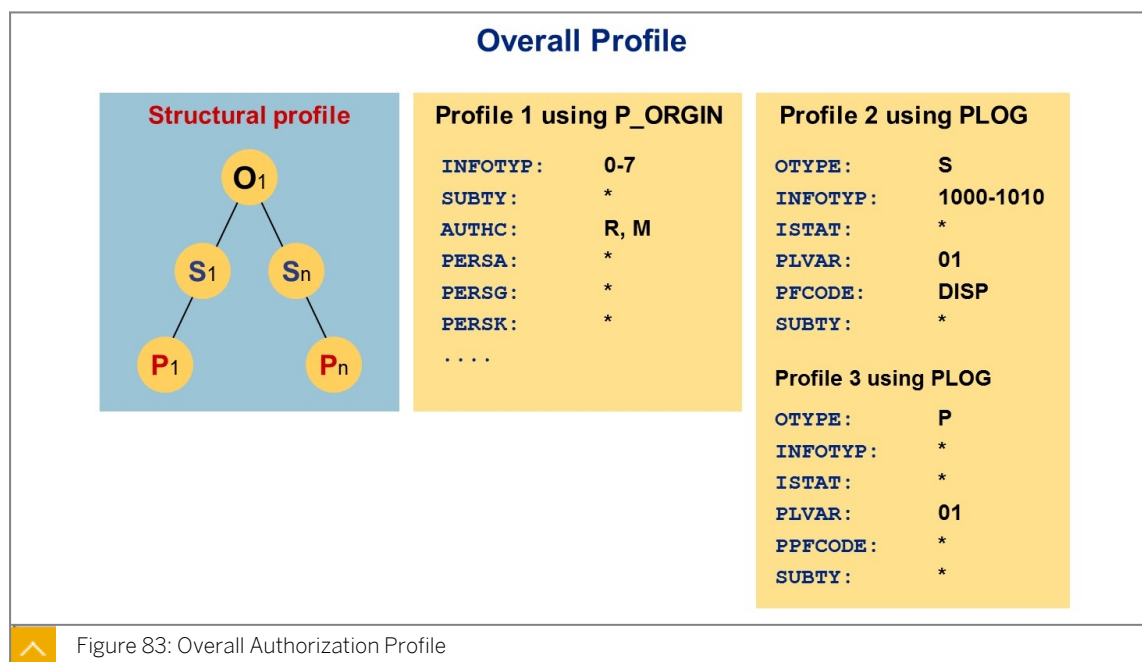 Overall Profile
Structural profile
O1
S1 Sn
P1 Pn
Profile 1 using P_ORGIN
INFOTYP: 0-7
SUBTY: *
AUTHC: R, M
PERSA: *
PERSG: *
PERSK: *
....
Profile 2 using PLOG
OTYPE: S
INFOTYP: 1000-1010
ISTAT: *
PLVAR: 01
PFCODE: DISP
SUBTY: *
Profile 3 using PLOG
OTYPE: P
INFOTYP: *
ISTAT: *
PLVAR: 01
PPFCODE: *
SUBTY: *
Figure 83: Overall Authorization Profile